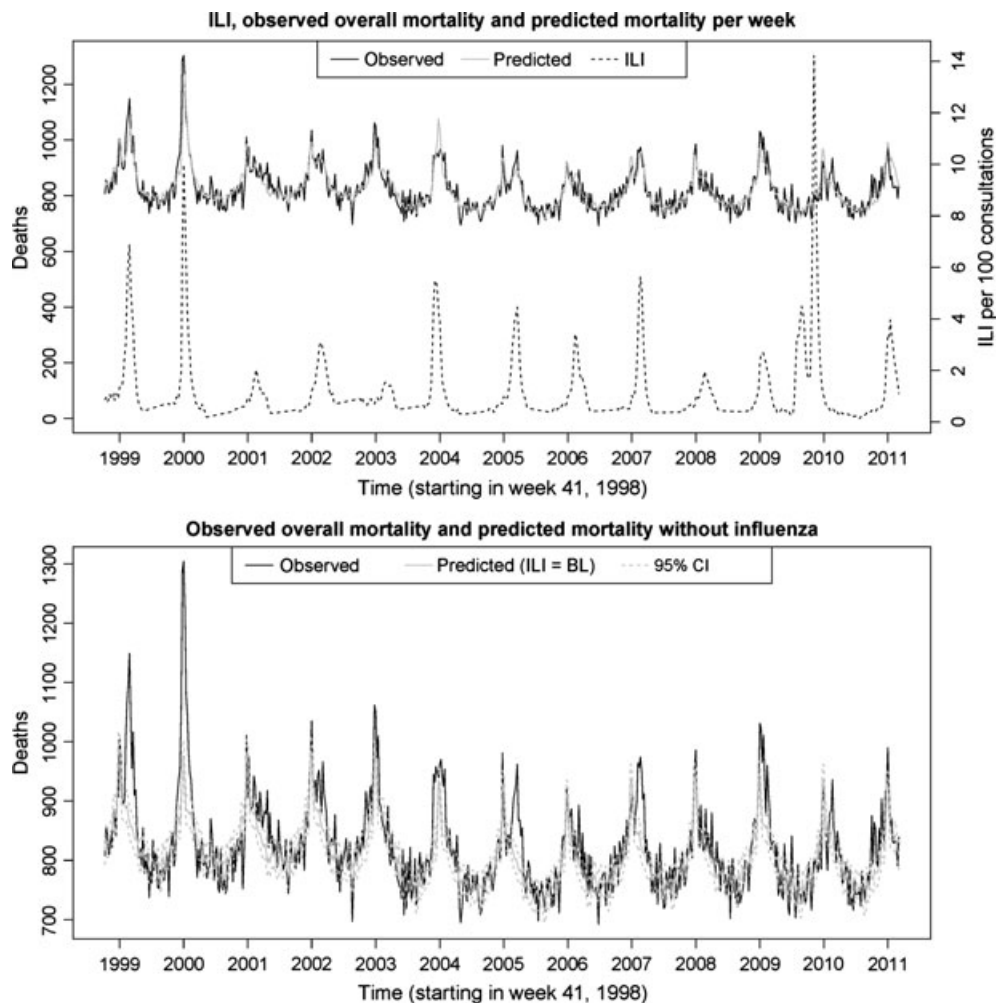 ILI, observed overall mortality and predicted mortality per week
Observed Predicted ILI
Deaths
1200
1000
800
600
400
200
0
ILI per 100 consultations
14
12
10
8
6
4
2
0
1999 2000 2001 2002 2003 2004 2005 2006 2007 2008 2009 2010 2011
Time (starting in week 41, 1998)
Observed overall mortality and predicted mortality without influenza
Observed Predicted (ILI = BL) 95% CI
Deaths
1300
1200
1100
1000
900
800
700
1999 2000 2001 2002 2003 2004 2005 2006 2007 2008 2009 2010 2011
Time (starting in week 41, 1998)